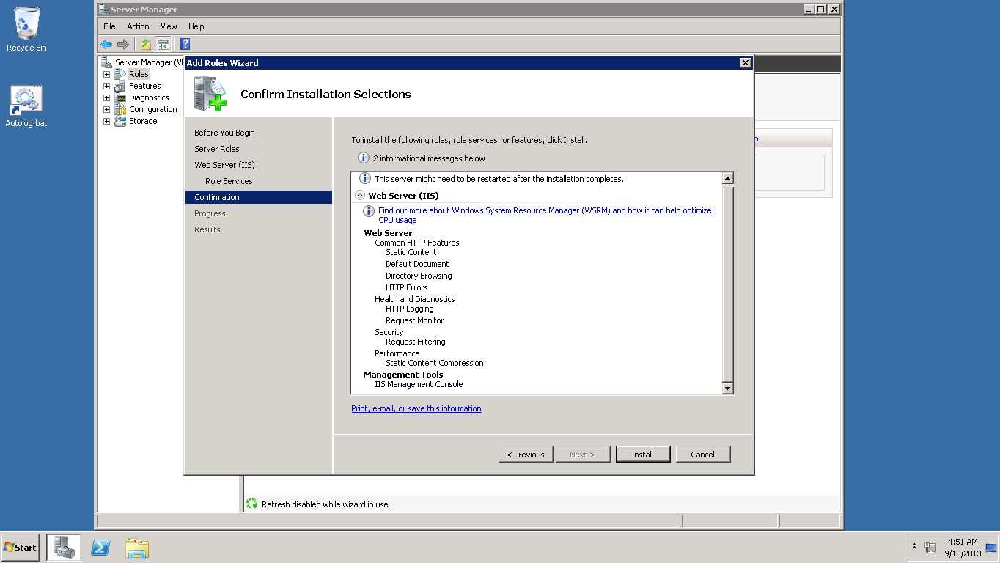 Recycle Bin
Autolog.bat
Server Manager
File Action View Help
Server Manager (
Roles
Features
Diagnostics
Configuration
Storage
Add Roles Wizard
Confirm Installation Selections
Before You Begin
Server Roles
Web Server (IIS)
Role Services
Confirmation
Progress
Results
To install the following roles, role services, or features, click Install.
2 informational messages below
This server might need to be restarted after the installation completes.
Web Server (IIS)
Find out more about Windows System Resource Manager (WSRM) and how it can help optimize
CPU usage
Web Server
Common HTTP Features
Static Content
Default Document
Directory Browsing
HTTP Errors
Health and Diagnostics
HTTP Logging
Request Monitor
Security
Request Filtering
Performance
Static Content Compression
Management Tools
IIS Management Console
Print, e-mail, or save this information
< Previous Next > Install Cancel
Refresh disabled while wizard in use
Start
4:51 AM
9/10/2013